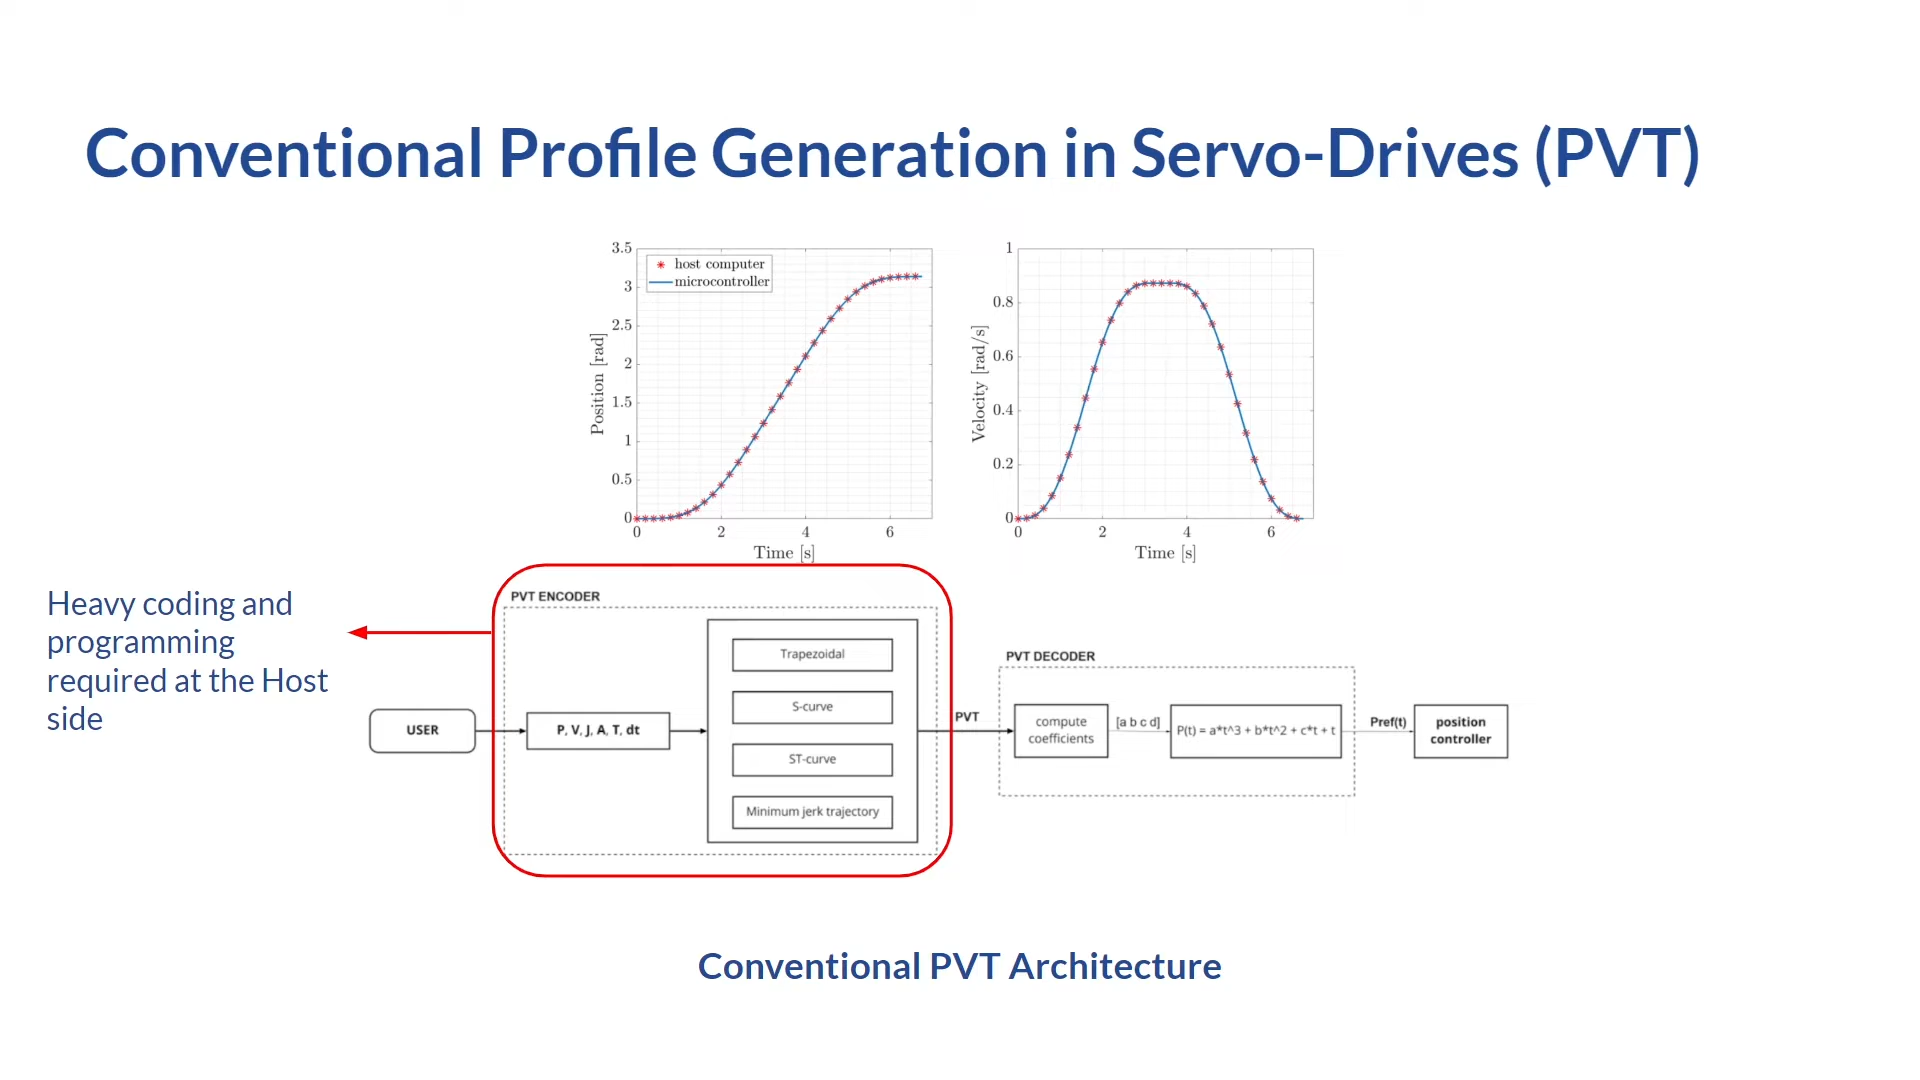 Conventional Profile Generation in Servo-Drives (PVT)
3.5
3
2.5
2
1.5
1
0.5
0
Position [rad]
host computer
microcontroller
0 2 4 6
Time [s]
1
0.8
0.6
0.4
0.2
0
Velocity [rad/s]
0 2 4 6
Time [s]
Heavy coding and
programming
required at the Host
side
USER
PVT ENCODER
P, V, J, A, T, dt
Trapezoidal
S-curve
ST-curve
Minimum jerk trajectory
PVT
PVT DECODER
compute
coefficients
[a b c d]
P(t) = a*t^3 + b*t^2 + c*t + t
Pref(t)
position
controller
Conventional PVT Architecture